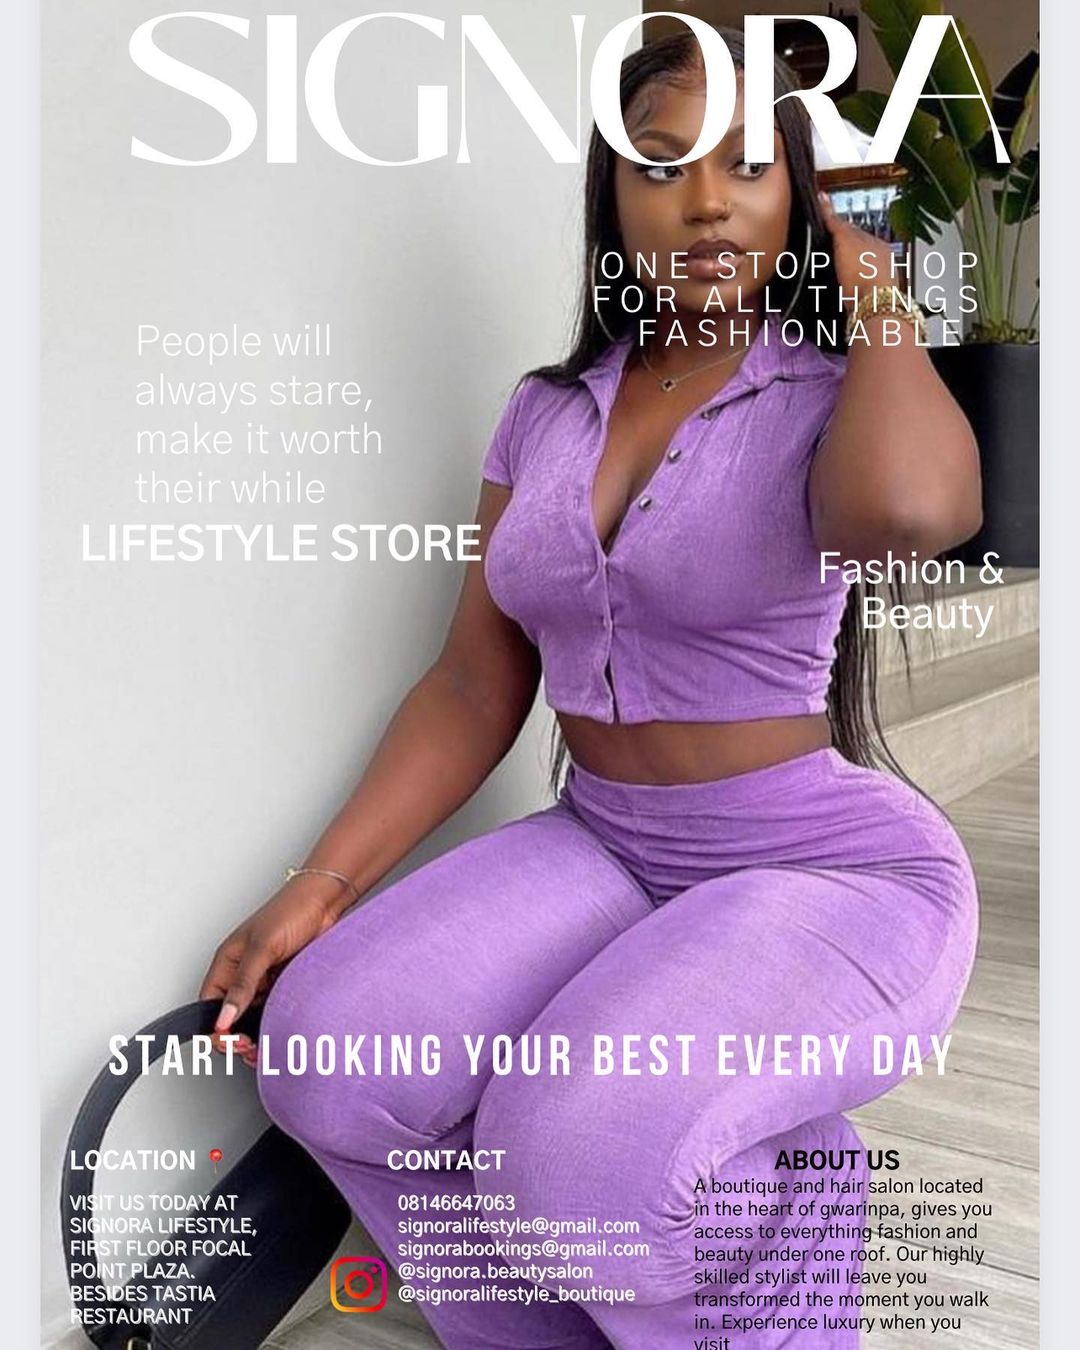 SIGNORA
ONE STOP SHOP
FOR ALL THINGS
FASHIONABLE
People will
always stare,
make it worth
their while
LIFESTYLE STORE
Fashion &
Beauty
START LOOKING YOUR BEST EVERY DAY
LOCATION 📍
VISIT US TODAY AT
SIGNORA LIFESTYLE,
FIRST FLOOR FOCAL
POINT PLAZA.
BESIDES TASTIA
RESTAURANT
CONTACT
08146647063
signoralifestyle@gmail.com
signorabookings@gmail.com
@signora.beautysalon
@signoralifestyle_boutique
ABOUT US
A boutique and hair salon located
in the heart of gwarinpa, gives you
access to everything fashion and
beauty under one roof. Our highly
skilled stylist will leave you
transformed the moment you walk
in. Experience luxury when you
visit